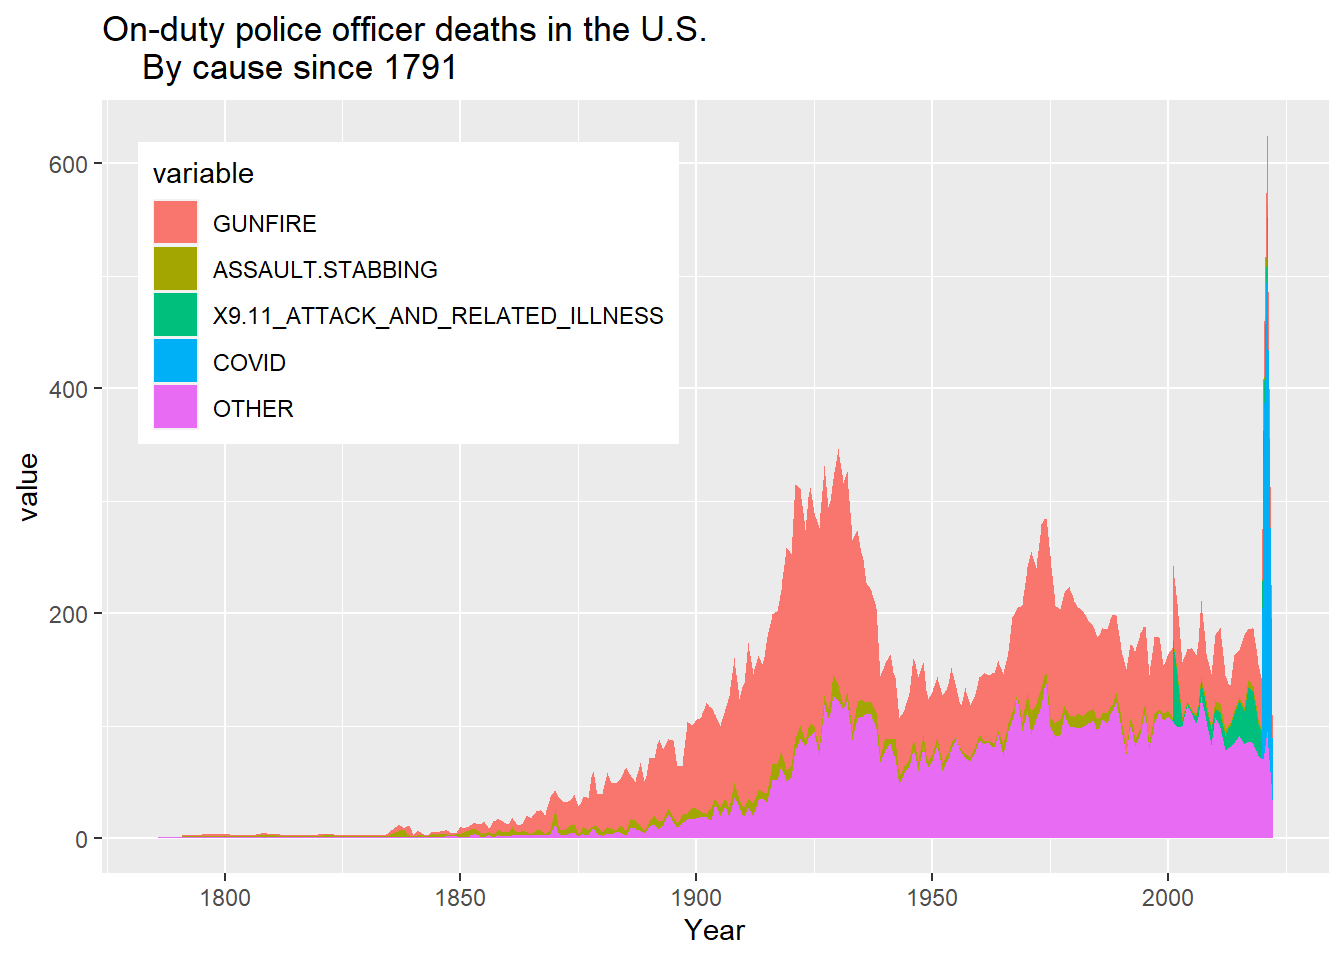 On-duty police officer deaths in the U.S.
By cause since 1791
variable
GUNFIRE
ASSAULT.STABBING
X9.11_ATTACK_AND_RELATED_ILLNESS
COVID
OTHER
value
600
400
200
0
1800 1850 1900 1950 2000
Year